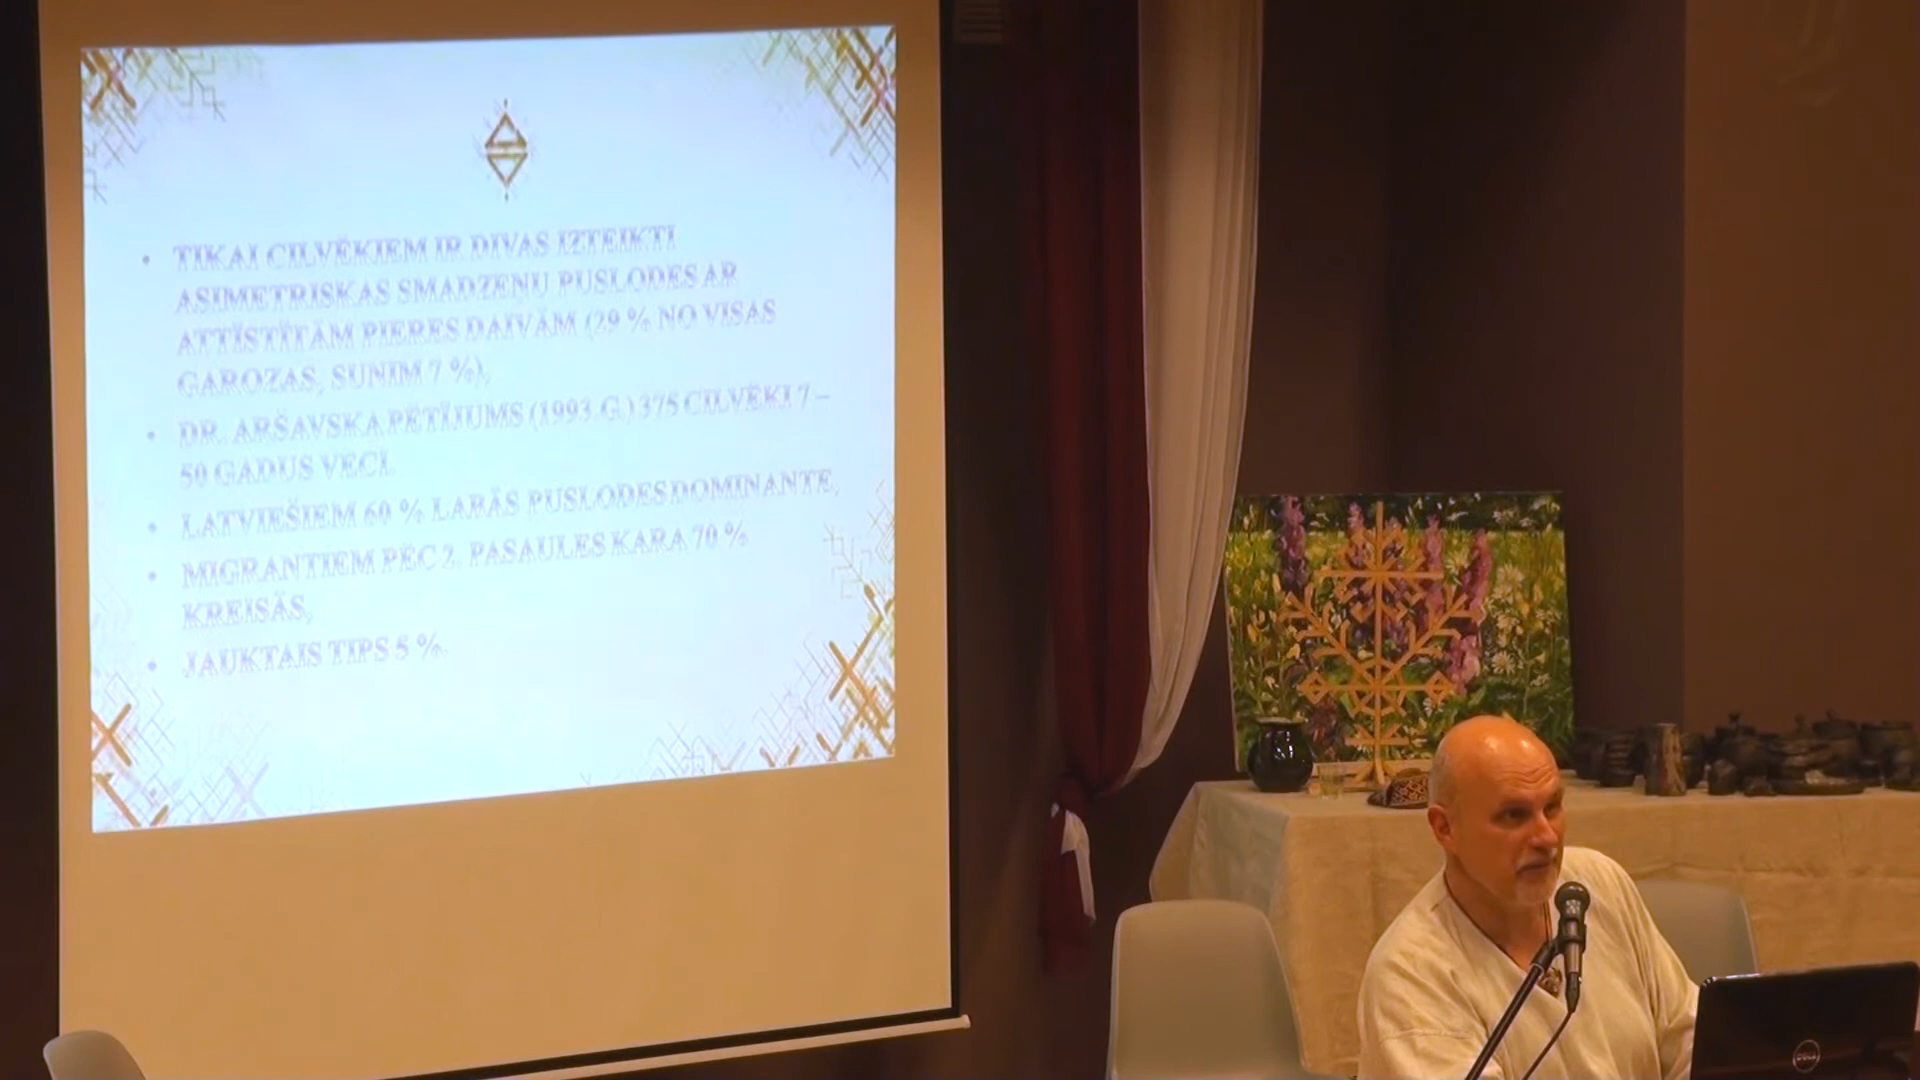 TIKAI CILVĒKIEM IR DIVAS IZTEIKTI
ASIMETRISKAS SMADZEŅU PUSLODES AR
ATTĪSTĪTĀM PIERES DAIVĀM (29 % NO VISAS
GAROZAS, SUNIM 7 %),
DR. ARŠAVSKA PĒTĪJUMS (1993. G.) 375 CILVĒKI 7 –
50 GADUS VECI.
LATVIEŠIEM 60 % LABĀS PUSLODES DOMINANTE,
MIGRANTIEM PĒC 2. PASAULES KARA 70 %
KREISĀS,
JAUKTAIS TIPS 5 %.
DELL